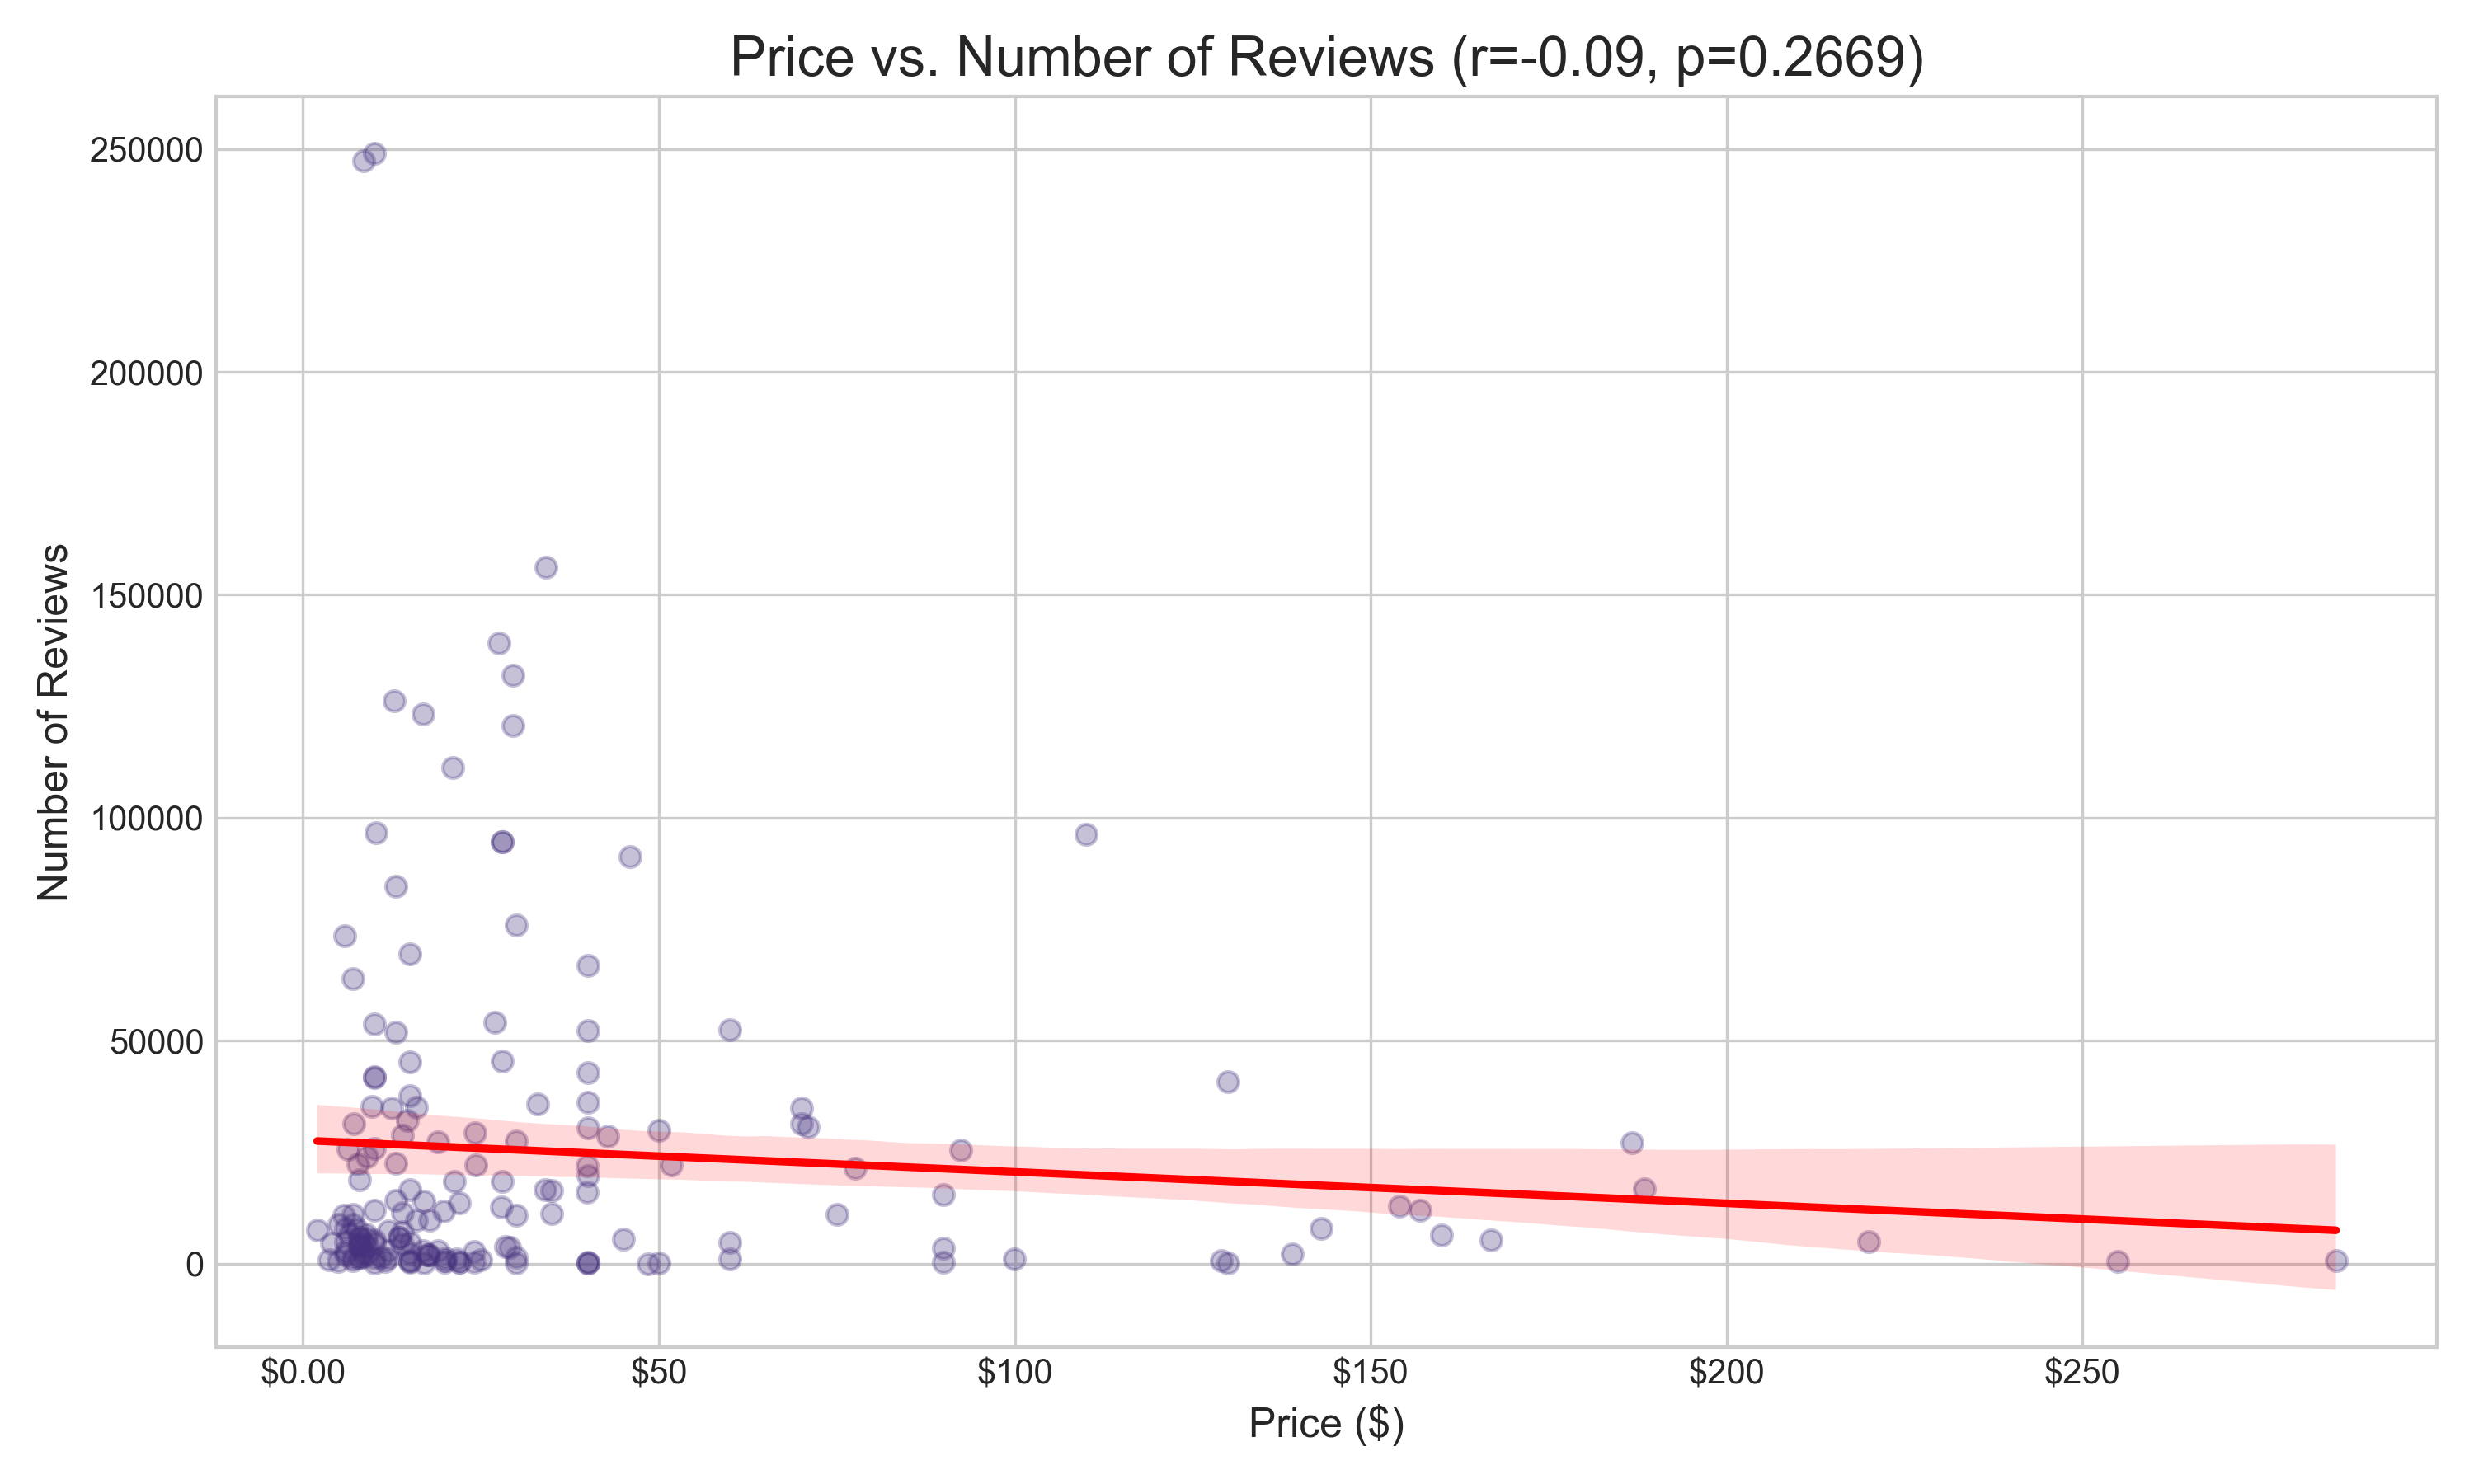 Price vs. Number of Reviews (r=-0.09, p=0.2669)
250000
200000
150000
100000
50000
0
Number of Reviews
$0.00 $50 $100 $150 $200 $250
Price ($)